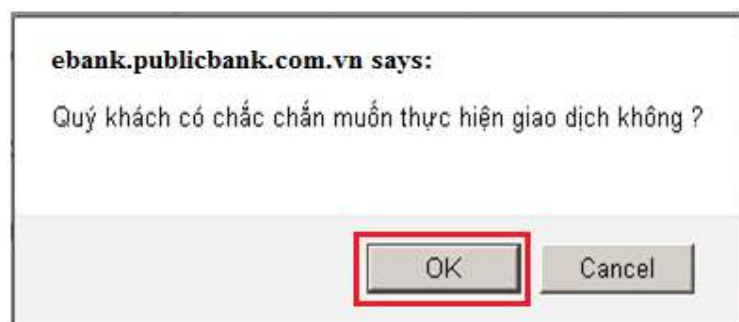 ebank.publicbank.com.vn says:
Quý khách có chắc chắn muốn thực hiện giao dịch không ?
OK Cancel